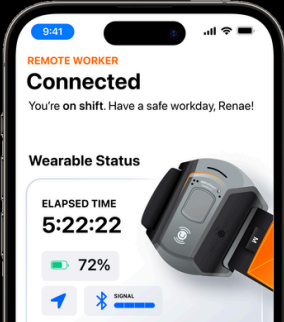 9:41
REMOTE WORKER
Connected
You're on shift. Have a safe workday, Renae!
Wearable Status
ELAPSED TIME
5:22:22
72%
SIGNAL
M